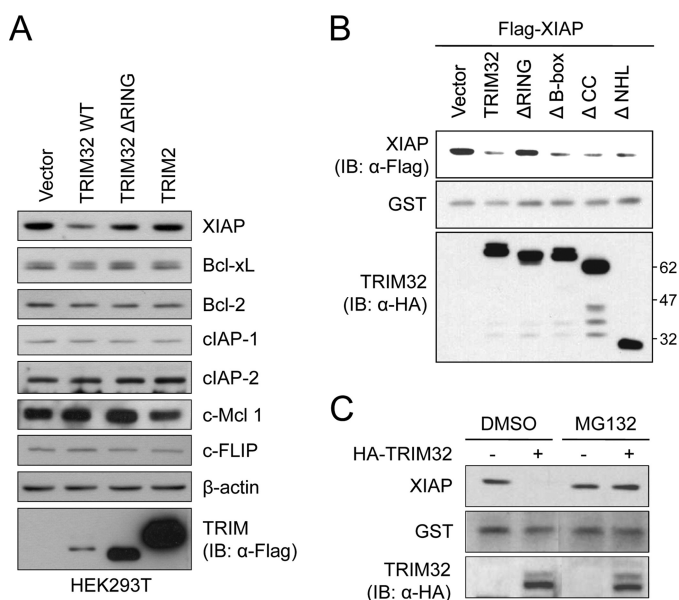 A
Vector
TRIM32 WT
TRIM32 ΔRING
TRIM2
XIAP
Bcl-xL
Bcl-2
cIAP-1
cIAP-2
c-Mcl 1
c-FLIP
β-actin
TRIM
(IB: α-Flag)
HEK293T
B
Flag-XIAP
Vector
TRIM32
ΔRING
Δ B-box
Δ CC
Δ NHL
XIAP
(IB: α-Flag)
GST
TRIM32
(IB: α-HA)
62
47
32
C
DMSO MG132
HA-TRIM32 - + - +
XIAP
GST
TRIM32
(IB: α-HA)